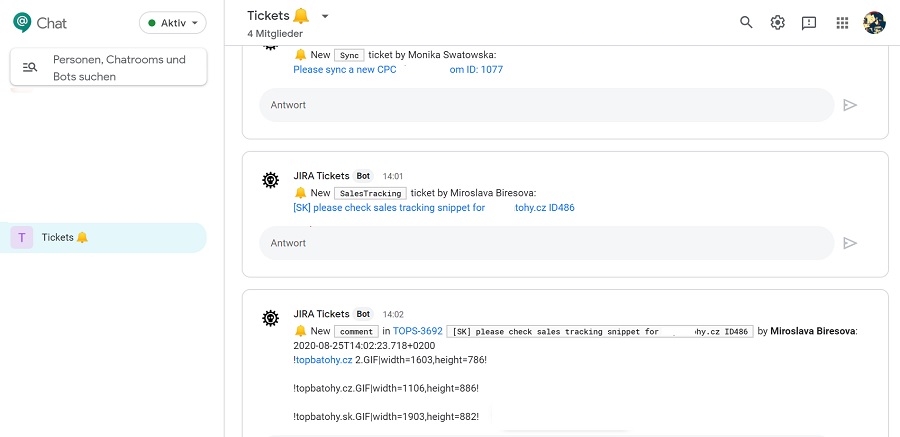 Chat
Aktiv
Personen, Chatrooms und
Bots suchen
T Tickets
Tickets
4 Mitglieder
New Sync ticket by Monika Swatowska:
Please sync a new CPC om ID: 1077
Antwort
JIRA Tickets Bot 14:01
New SalesTracking ticket by Miroslava Biresova:
[SK] please check sales tracking snippet for tohy.cz ID486
Antwort
JIRA Tickets Bot 14:02
New comment in TOPS-3692 [SK] please check sales tracking snippet for hy.cz ID486 by Miroslava Biresova:
2020-08-25T14:02:23.718+0200
!topbatohy.cz 2.GIF|width=1603,height=786!
!topbatohy.cz.GIF|width=1106,height=886!
!topbatohy.sk.GIF|width=1903,height=882!